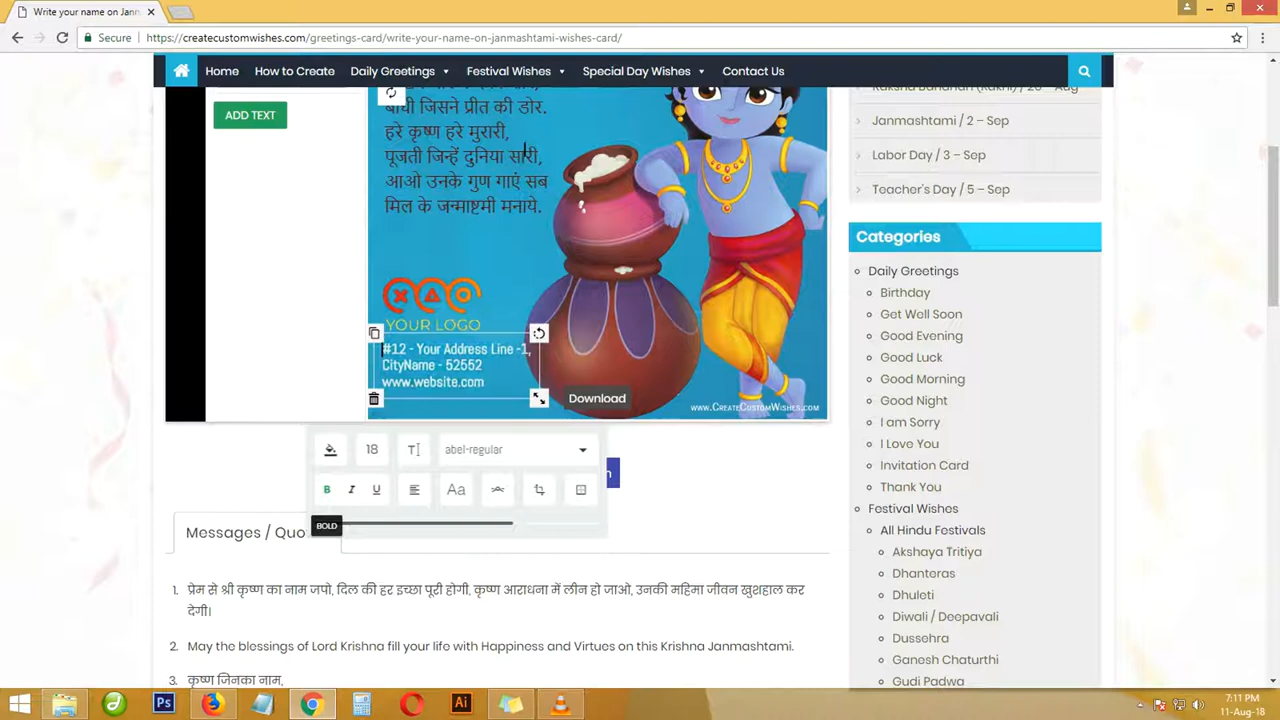 Write your name on Janm
Secure
https://createcustomwishes.com/greetings-card/write-your-name-on-janmashtami-wishes-card/
Home How to Create Daily Greetings Festival Wishes Special Day Wishes Contact Us
ADD TEXT
बांधी जिसने प्रीत की डोर.
हरे कृष्ण हरे मुरारी,
पूजती जिन्हें दुनिया सारी,
आओ उनके गुण गाएं सब
मिल के जन्माष्टमी मनाये.
YOUR LOGO
#12 - Your Address Line -1,
CityName - 52552
www.website.com
Download
www.CreateCustomWishes.com
18
abel-regular
B I U Aa
BOLD
Messages / Quo
1. प्रेम से श्री कृष्ण का नाम जपो, दिल की हर इच्छा पूरी होगी, कृष्ण आराधना में लीन हो जाओ, उनकी महिमा जीवन खुशहाल कर
देगी।
2. May the blessings of Lord Krishna fill your life with Happiness and Virtues on this Krishna Janmashtami.
3. कृष्ण जिनका नाम,
Raksha Bandhan (Rakhi) / 26 – Aug
Janmashtami / 2 – Sep
Labor Day / 3 – Sep
Teacher's Day / 5 – Sep
Categories
Daily Greetings
Birthday
Get Well Soon
Good Evening
Good Luck
Good Morning
Good Night
I am Sorry
I Love You
Invitation Card
Thank You
Festival Wishes
All Hindu Festivals
Akshaya Tritiya
Dhanteras
Dhuleti
Diwali / Deepavali
Dussehra
Ganesh Chaturthi
Gudi Padwa
Ps
Ai
7:11 PM
11-Aug-18